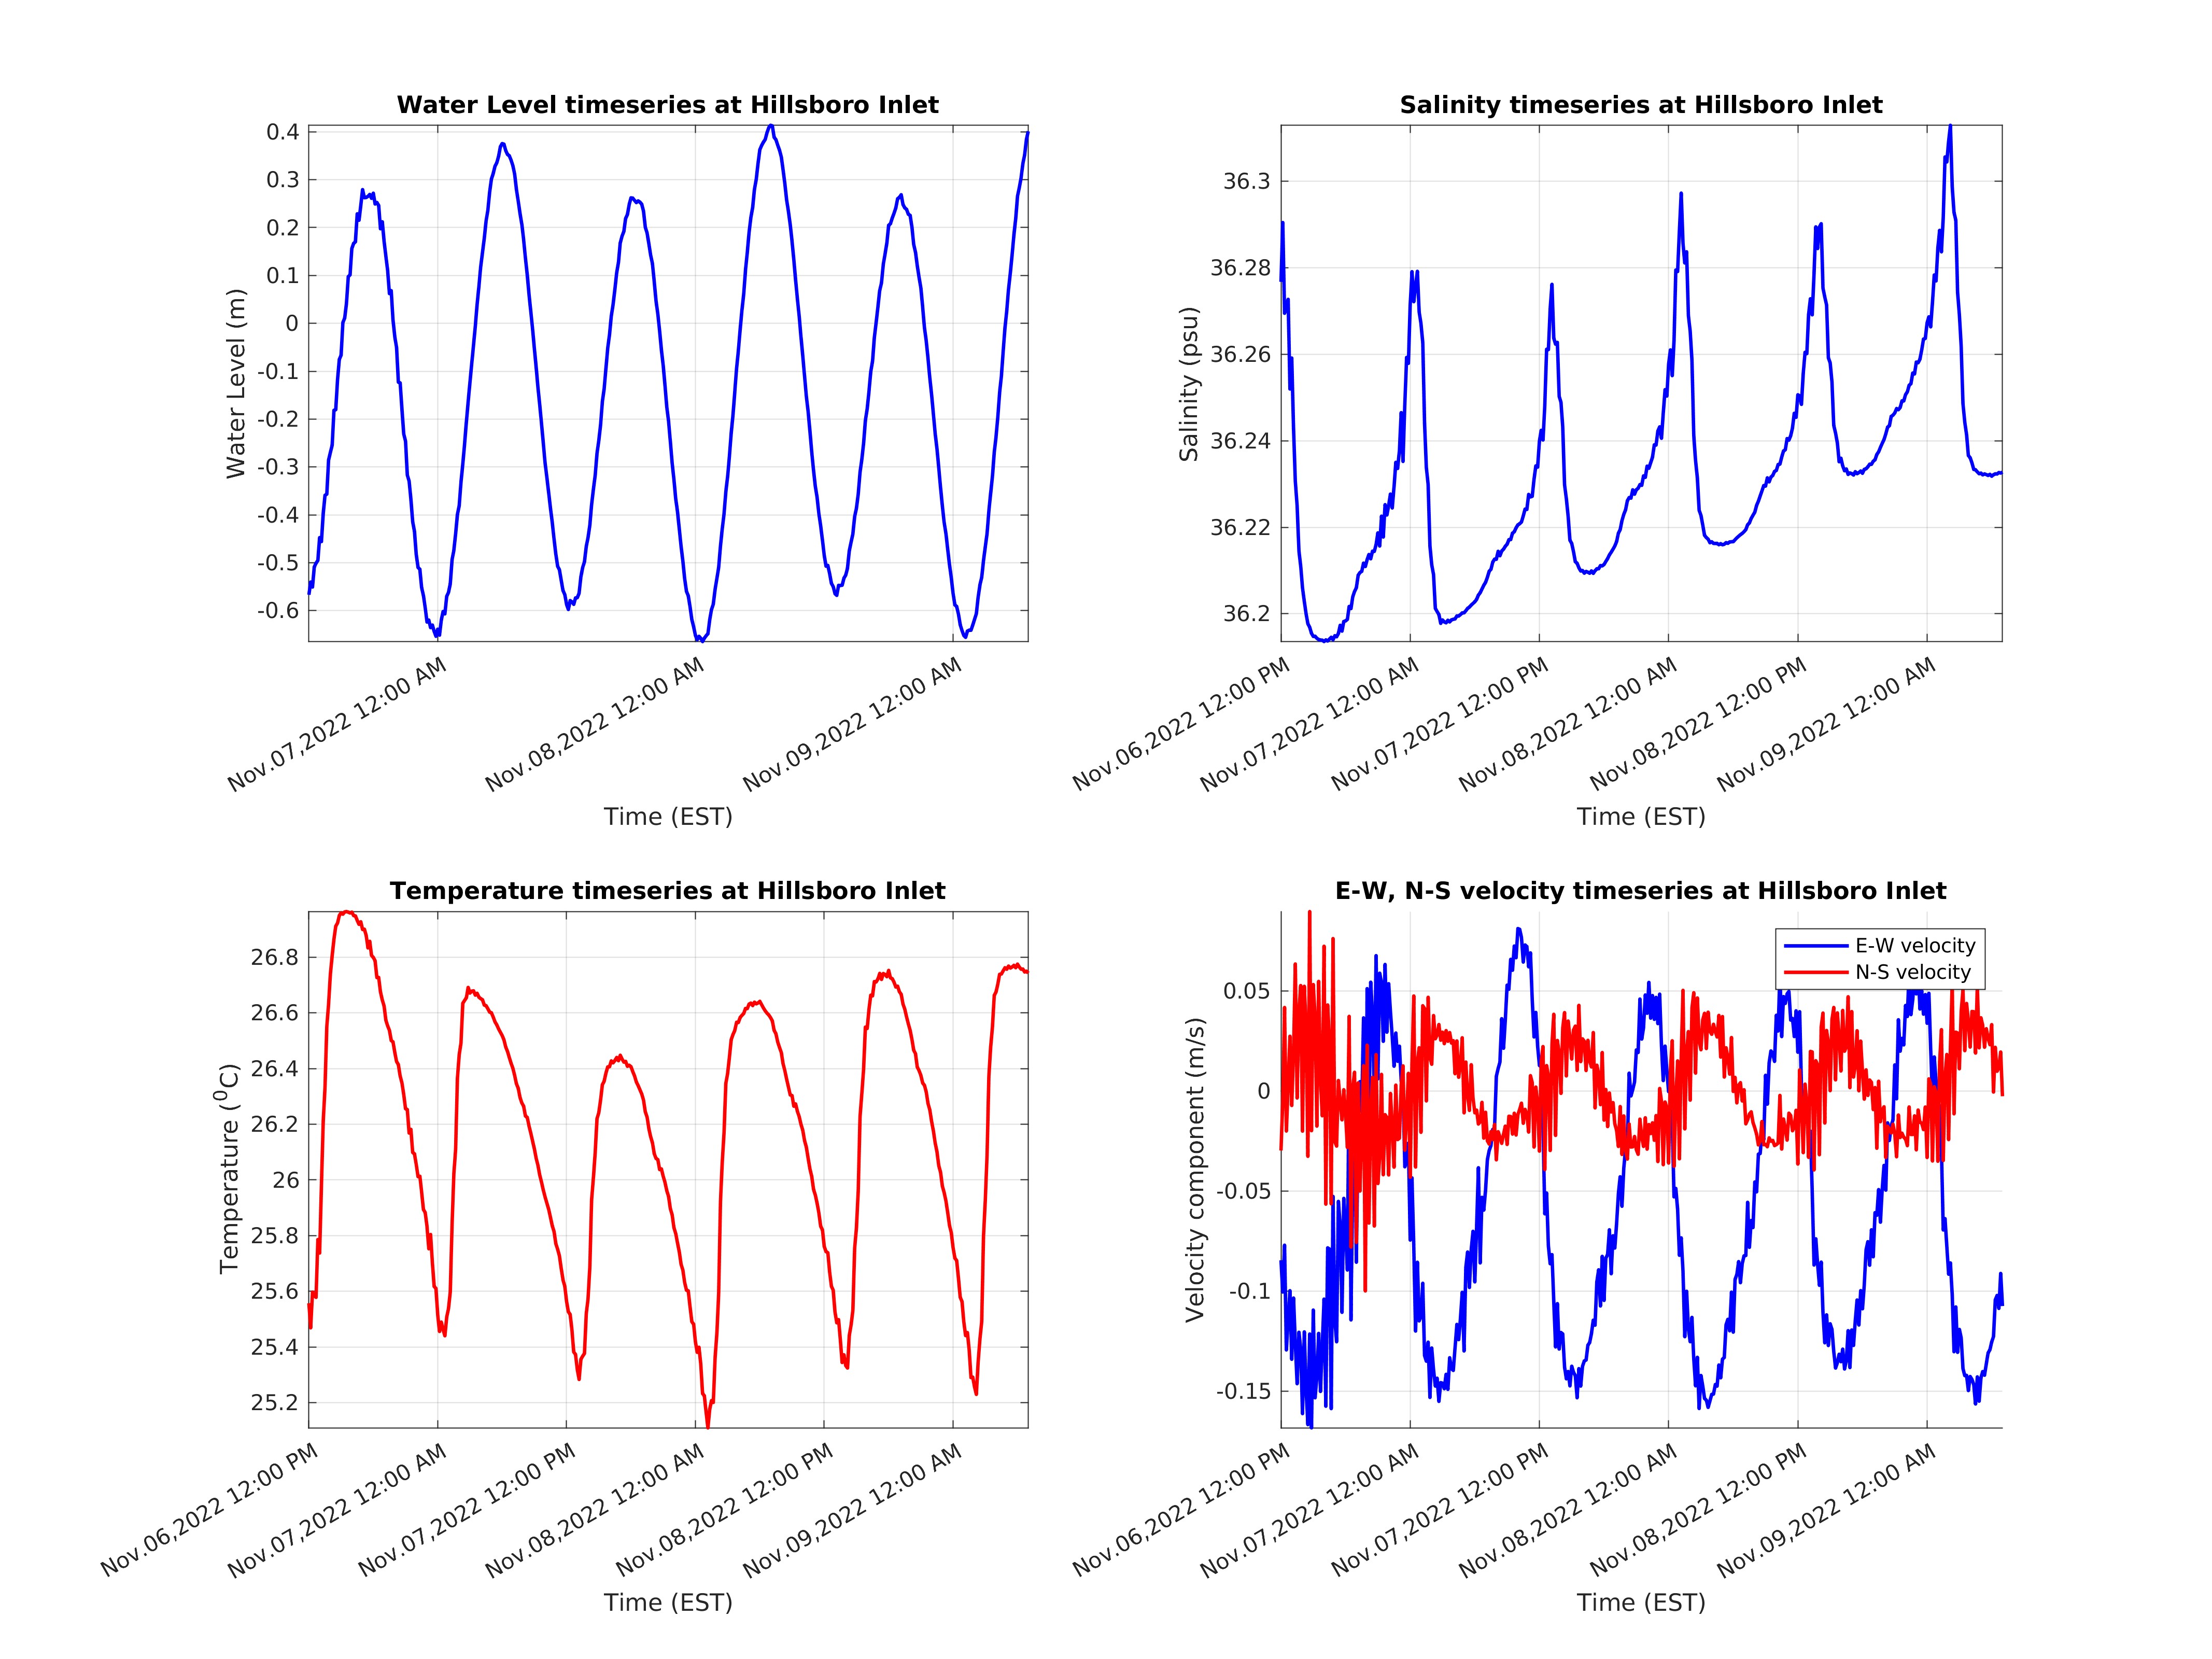 Water Level timeseries at Hillsboro Inlet
0.4
0.3
0.2
0.1
0
-0.1
-0.2
-0.3
-0.4
-0.5
-0.6
Water Level (m)
Nov.07,2022 12:00 AM
Nov.08,2022 12:00 AM
Nov.09,2022 12:00 AM
Time (EST)
Salinity timeseries at Hillsboro Inlet
36.3
36.28
36.26
36.24
36.22
36.2
Salinity (psu)
Nov.06,2022 12:00 PM
Nov.07,2022 12:00 AM
Nov.07,2022 12:00 PM
Nov.08,2022 12:00 AM
Nov.08,2022 12:00 PM
Nov.09,2022 12:00 AM
Time (EST)
Temperature timeseries at Hillsboro Inlet
26.8
26.6
26.4
26.2
26
25.8
25.6
25.4
25.2
Temperature (⁰C)
Nov.06,2022 12:00 PM
Nov.07,2022 12:00 AM
Nov.07,2022 12:00 PM
Nov.08,2022 12:00 AM
Nov.08,2022 12:00 PM
Nov.09,2022 12:00 AM
Time (EST)
E-W, N-S velocity timeseries at Hillsboro Inlet
E-W velocity
N-S velocity
0.05
0
-0.05
-0.1
-0.15
Velocity component (m/s)
Nov.06,2022 12:00 PM
Nov.07,2022 12:00 AM
Nov.07,2022 12:00 PM
Nov.08,2022 12:00 AM
Nov.08,2022 12:00 PM
Nov.09,2022 12:00 AM
Time (EST)